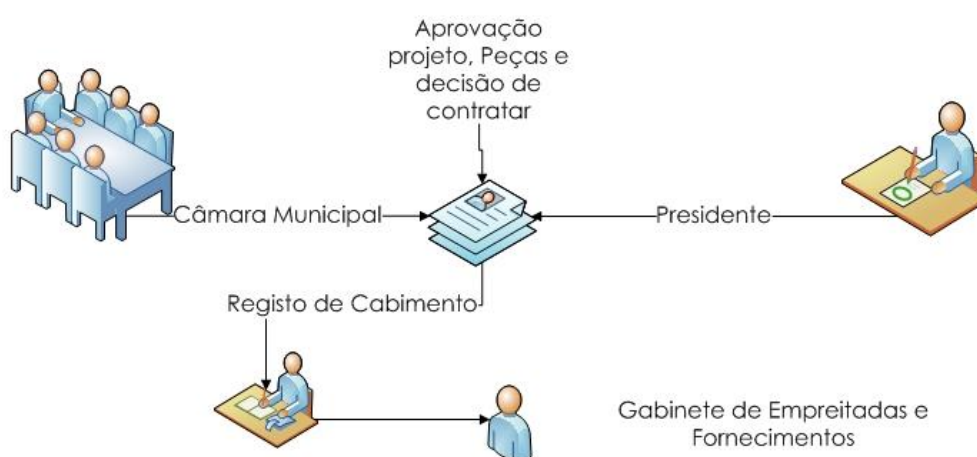 Aprovação
projeto, Peças e
decisão de
contratar
Câmara Municipal
Presidente
Registo de Cabimento
Gabinete de Empreitadas e
Fornecimentos